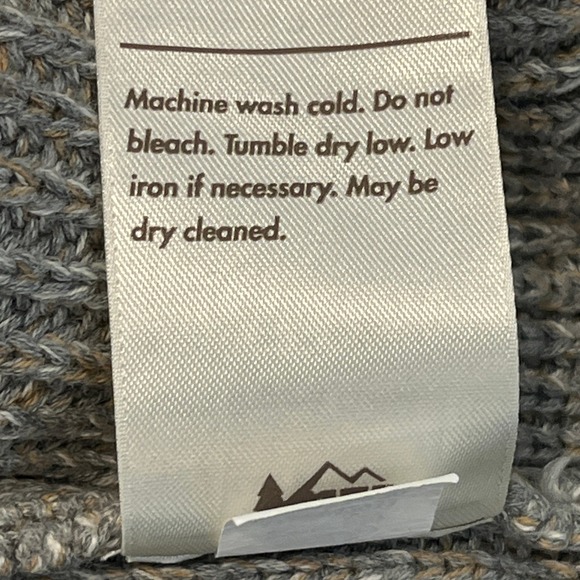 Machine wash cold. Do not
bleach. Tumble dry low. Low
iron if necessary. May be
dry cleaned.